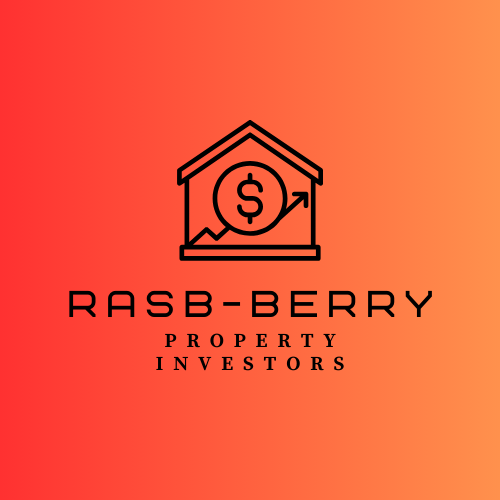 $
RASB-BERRY
PROPERTY
INVESTORS